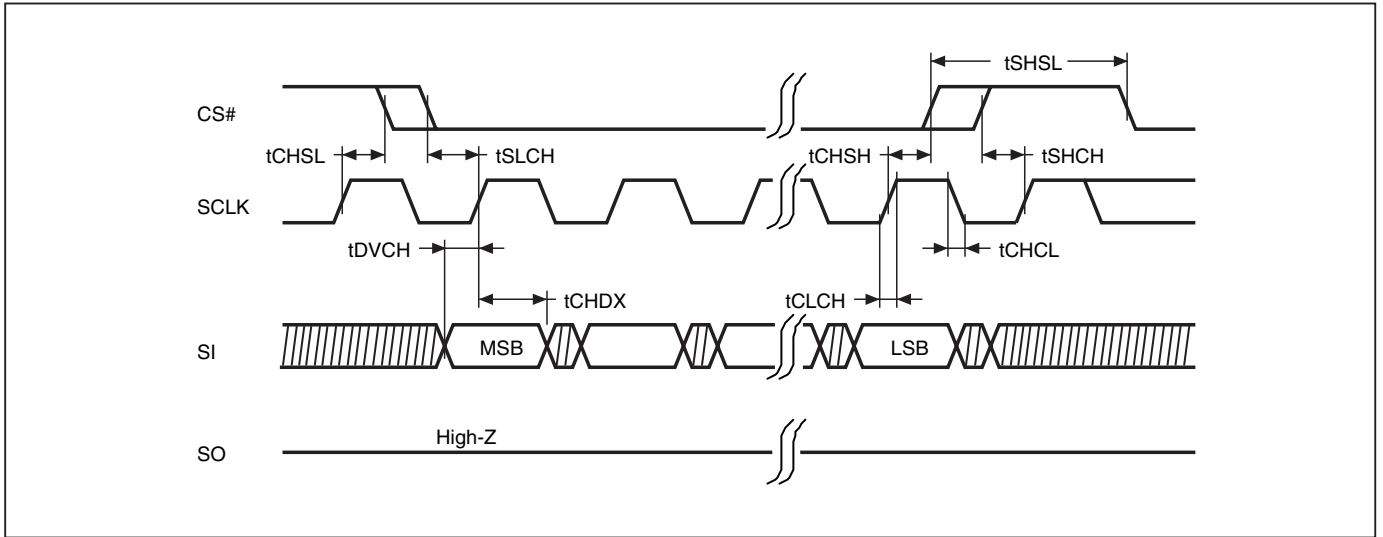 tSHSL
CS#
tCHSL
tSLCH
tCHSH
tSHCH
SCLK
tDVCH
tCHCL
tCHDX
tCLCH
SI
MSB
LSB
High-Z
SO